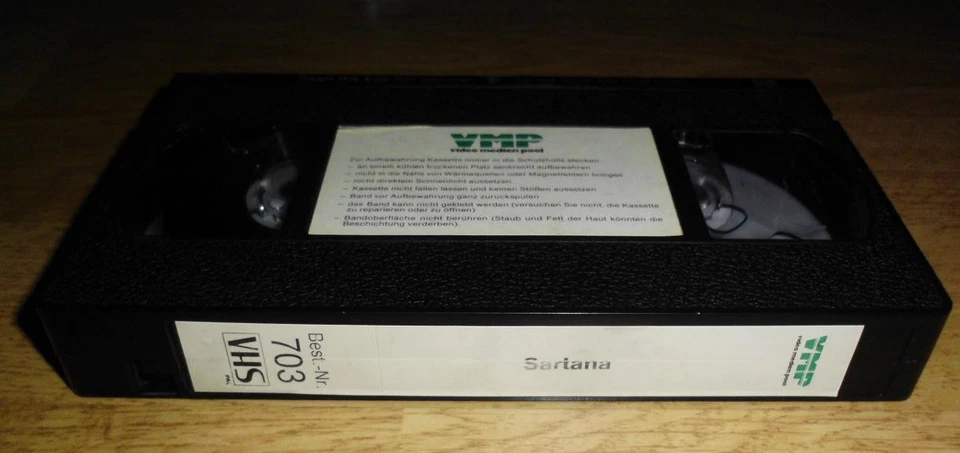 VMP
video medien pool
Zur Aufbewahrung Kassette immer in die Schutzhülle stecken
– an einem kühlen trockenen Platz senkrecht aufbewahren
– nicht in die Nähe von Wärmequellen oder Magnetfeldern bringen
– nicht direktem Sonnenlicht aussetzen
– Kassette nicht fallen lassen und keinen Stößen aussetzen
– Band vor Aufbewahrung ganz zurückspulen
– das Band kann nicht geklebt werden (versuchen Sie nicht, die Kassette
zu reparieren oder zu öffnen)
– Bandoberfläche nicht berühren (Staub und Fett der Haut könnten die
Beschichtung verderben).
Best.-Nr.
703
VHS
PAL
Sartana
VMP
video medien pool